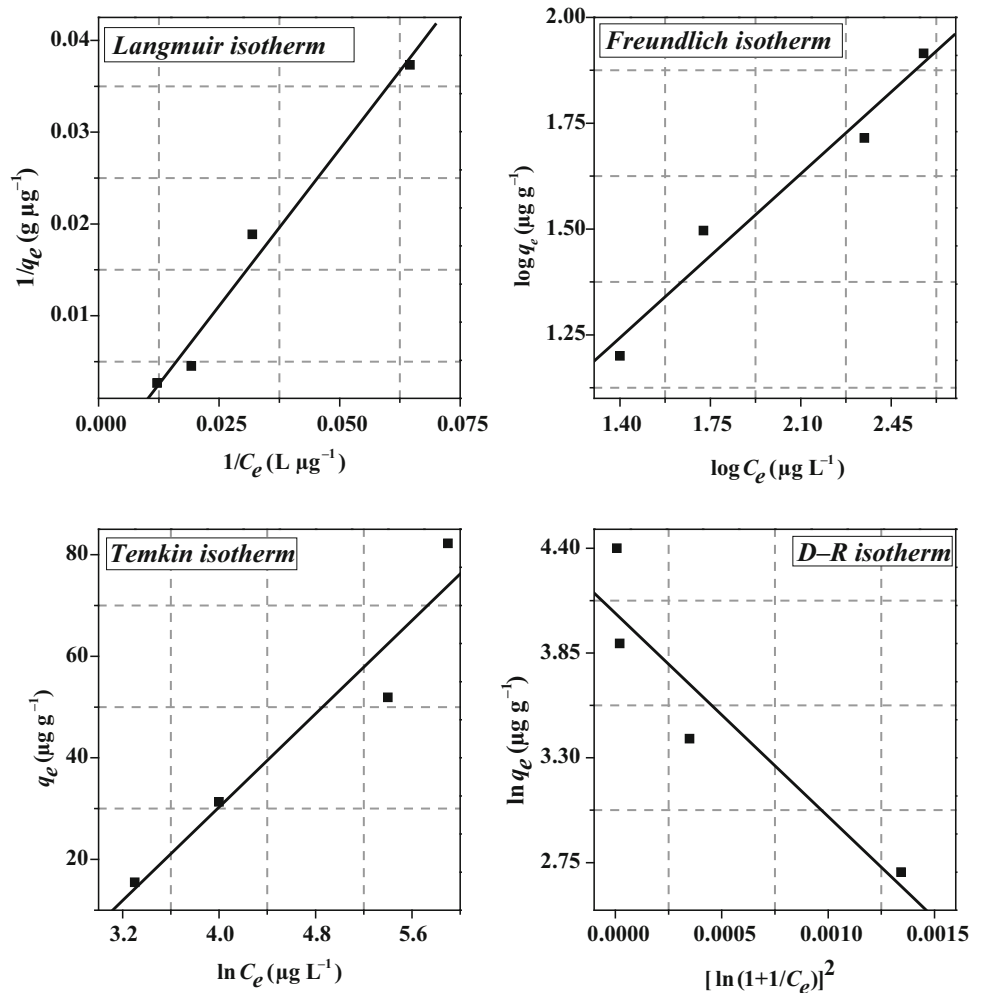 Langmuir isotherm
0.04
0.03
0.02
0.01
1/qe (g µg–1)
0.000 0.025 0.050 0.075
1/Ce (L µg–1)
Freundlich isotherm
2.00
1.75
1.50
1.25
log qe (µg g–1)
1.40 1.75 2.10 2.45
log Ce (µg L–1)
Temkin isotherm
80
60
40
20
qe (µg g–1)
3.2 4.0 4.8 5.6
ln Ce (µg L–1)
D–R isotherm
4.40
3.85
3.30
2.75
ln qe (µg g–1)
0.0000 0.0005 0.0010 0.0015
[ln (1+1/Ce)]2